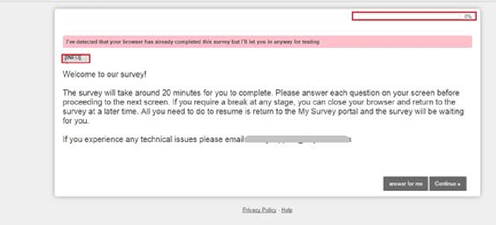 0%
I've detected that your browser has already completed this survey but I'll let you in anyway for testing
Welcome to our survey!
The survey will take around 20 minutes for you to complete. Please answer each question on your screen before
proceeding to the next screen. If you require a break at any stage, you can close your browser and return to the
survey at a later time. All you need to do to resume is return to the My Survey portal and the survey will be waiting
for you.
If you experience any technical issues please email
answer for me Continue »
Privacy Policy - Help